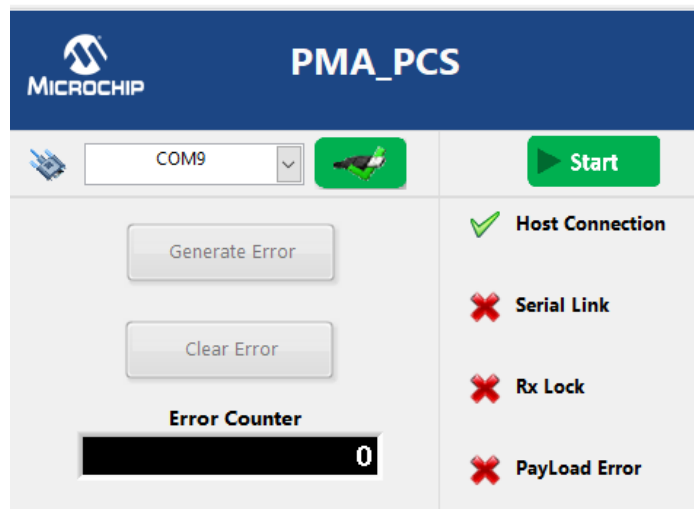 MICROCHIP
PMA_PCS
COM9
Start
Generate Error
Clear Error
Error Counter
0
Host Connection
Serial Link
Rx Lock
PayLoad Error